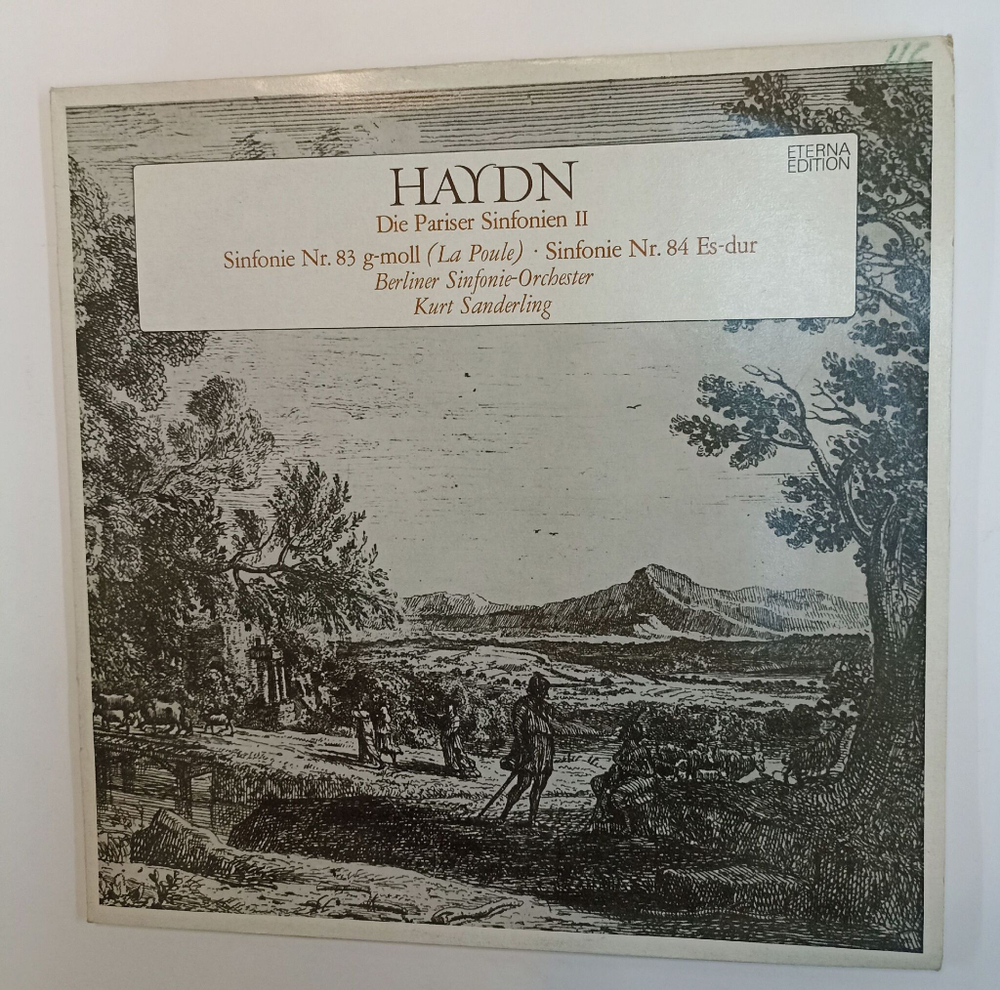 HAYDN
ETERNA
EDITION
Die Pariser Sinfonien II
Sinfonie Nr. 83 g-moll (La Poule) · Sinfonie Nr. 84 Es-dur
Berliner Sinfonie-Orchester
Kurt Sanderling